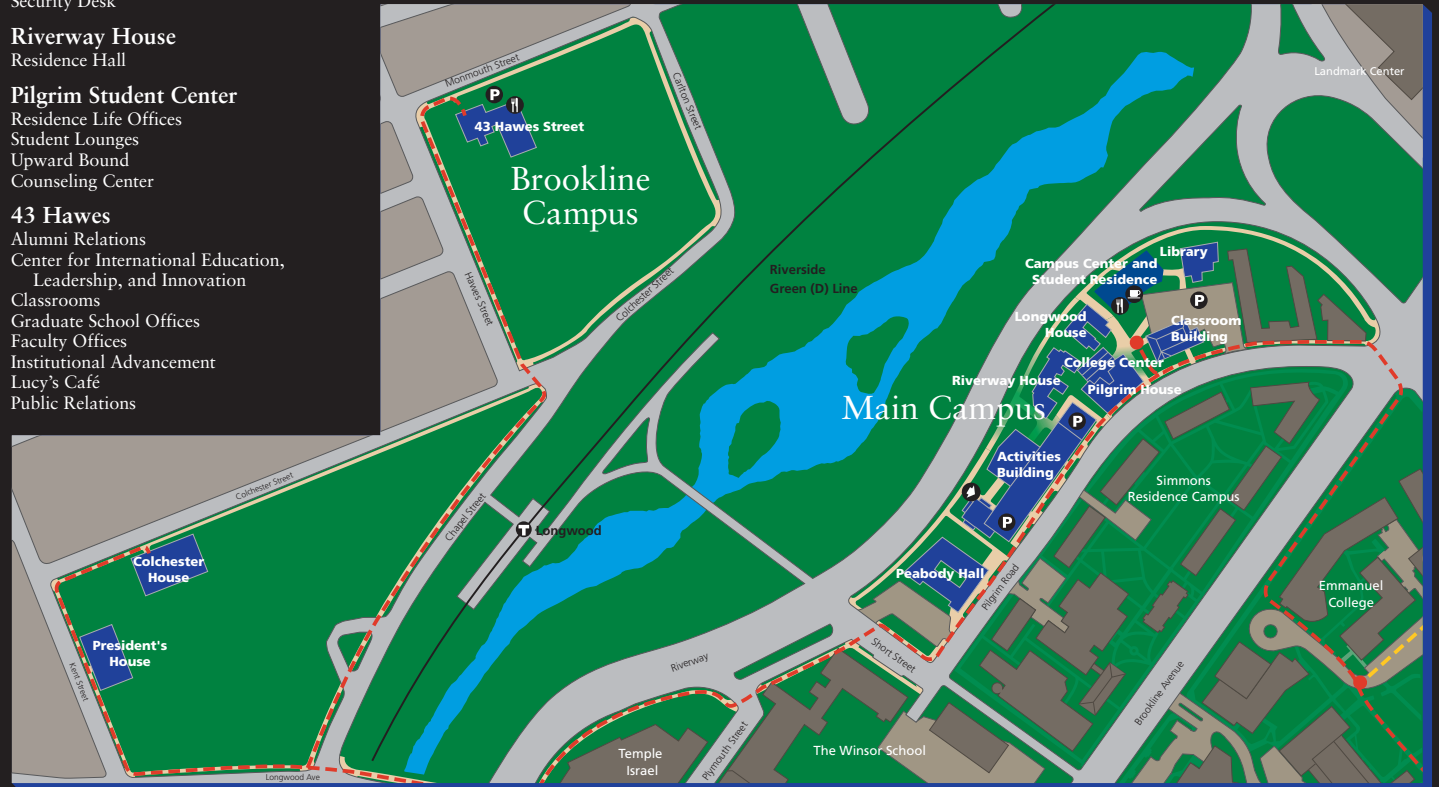 Security Desk
Riverway House
Residence Hall
Pilgrim Student Center
Residence Life Offices
Student Lounges
Upward Bound
Counseling Center
43 Hawes
Alumni Relations
Center for International Education,
Leadership, and Innovation
Classrooms
Graduate School Offices
Faculty Offices
Institutional Advancement
Lucy's Café
Public Relations
Monmouth Street
Carlton Street
P
43 Hawes Street
Brookline
Campus
Hawes Street
Colchester Street
Riverside
Green (D) Line
Landmark Center
Library
Campus Center and
Student Residence
P
Longwood
House
Classroom
Building
College Center
Riverway House
Pilgrim House
Main Campus
P
Activities
Building
P
Simmons
Residence Campus
Colchester Street
Chapel Street
T Longwood
Colchester
House
Peabody Hall
Pilgrim Road
Emmanuel
College
President's
House
Kent Street
Riverway
Short Street
Brookline Avenue
Plymouth Street
The Winsor School
Temple
Israel
Longwood Ave